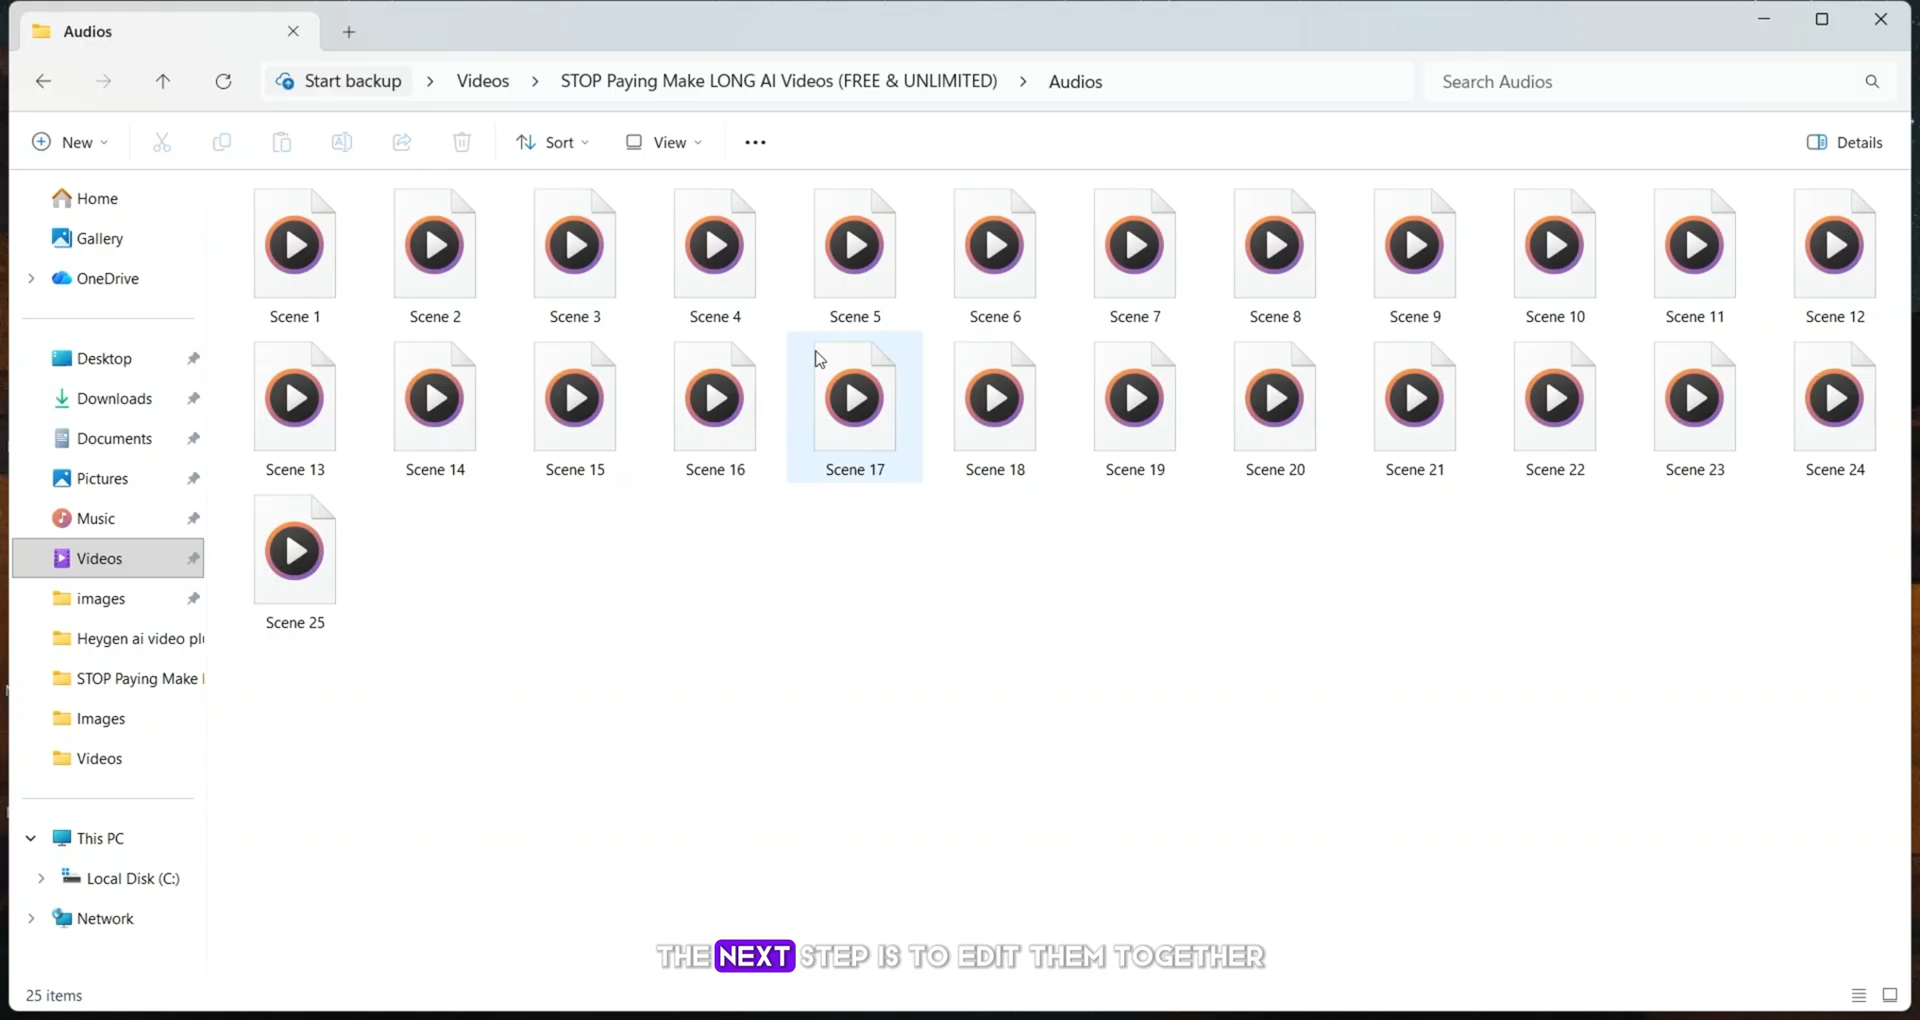 Audios
Start backup > Videos > STOP Paying Make LONG AI Videos (FREE & UNLIMITED) > Audios
Search Audios
New
Sort
View
Details
Home
Gallery
OneDrive
Desktop
Downloads
Documents
Pictures
Music
Videos
images
Heygen ai video pl
STOP Paying Make
Images
Videos
This PC
Local Disk (C:)
Network
Scene 1 Scene 2 Scene 3 Scene 4 Scene 5 Scene 6 Scene 7 Scene 8 Scene 9 Scene 10 Scene 11 Scene 12
Scene 13 Scene 14 Scene 15 Scene 16 Scene 17 Scene 18 Scene 19 Scene 20 Scene 21 Scene 22 Scene 23 Scene 24
Scene 25
THE NEXT STEP IS TO EDIT THEM TOGETHER
25 items